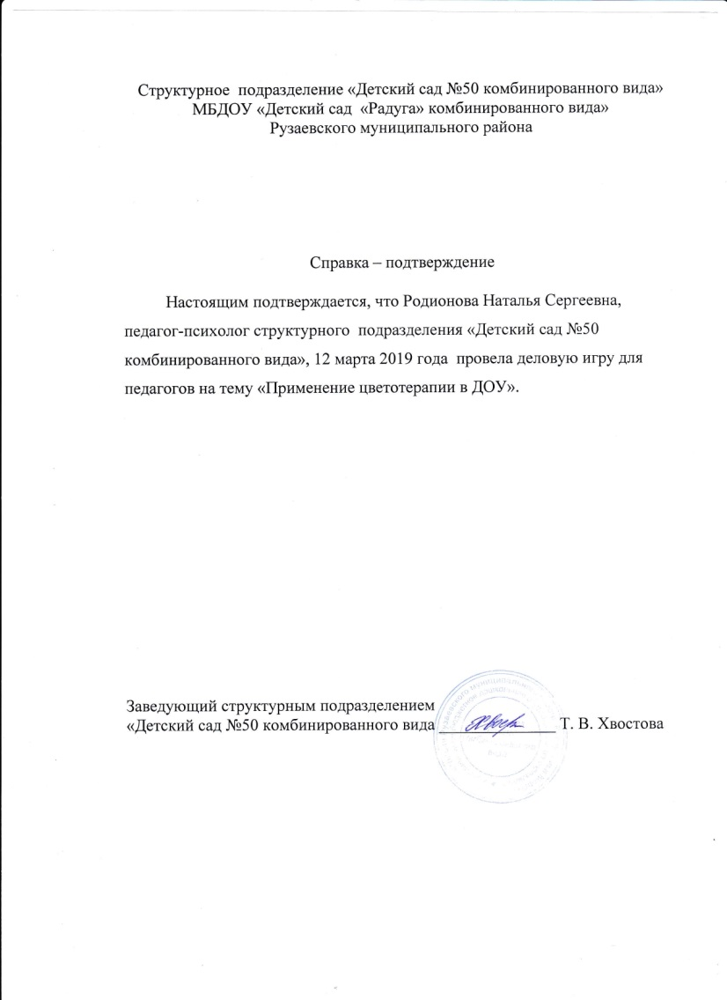 Структурное подразделение «Детский сад №50 комбинированного вида»
МБДОУ «Детский сад «Радуга» комбинированного вида»
Рузаевского муниципального района
Справка – подтверждение
Настоящим подтверждается, что Родионова Наталья Сергеевна,
педагог-психолог структурного подразделения «Детский сад №50
комбинированного вида», 12 марта 2019 года провела деловую игру для
педагогов на тему «Применение цветотерапии в ДОУ».
Заведующий структурным подразделением
«Детский сад №50 комбинированного вида ______________ Т. В. Хвостова